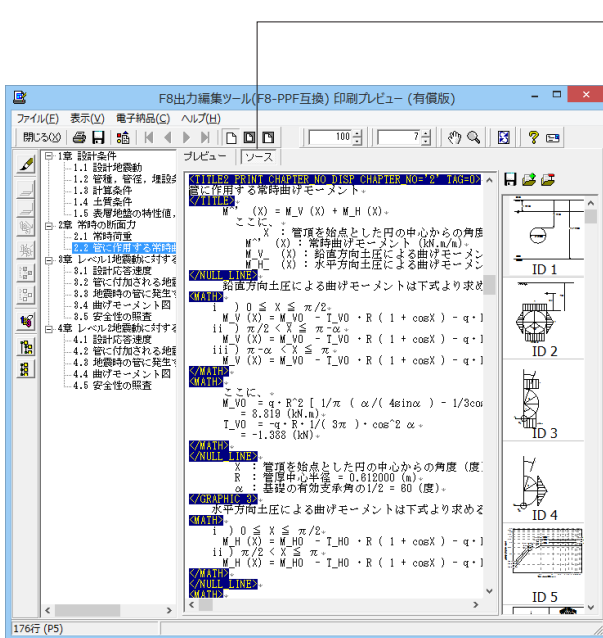 F8出力編集ツール(F8-PPF互換) 印刷プレビュー (有償版)
ファイル(F) 表示(V) 電子納品(C) ヘルプ(H)
閉じる(X) 100 7
プレビュー ソース
1章 設計条件
1.1 設計地震動
1.2 管種，管径，埋設条
1.3 計算条件
1.4 土質条件
1.5 表層地盤の特性値，
2章 常時の断面力
2.1 常時荷重
2.2 管に作用する常時曲
3章 レベル1地震動に対する
3.1 設計応答速度
3.2 管に付加される地震
3.3 地震時の管に発生す
3.4 曲げモーメント図
3.5 安全性の照査
4章 レベル2地震動に対する
4.1 設計応答速度
4.2 管に付加される地震
4.3 地震時の管に発生す
4.4 曲げモーメント図
4.5 安全性の照査
<TITLE2 PRINT CHAPTER_NO_DISP CHAPTER_NO='2' TAG=0>
管に作用する常時曲げモーメント
</TITLE>
M^' (X) = M_V (X) + M_H (X)
ここに，
X : 管頂を始点とした円の中心からの角度
M^' (X) : 常時曲げモーメント (kN.m/m)
M_V_ (X) : 鉛直方向土圧による曲げモーメン
M_H_ (X) : 水平方向土圧による曲げモーメン
</NULL_LINE>
鉛直方向土圧による曲げモーメントは下式より求め
<MATH>
i ) 0 ≦ X ≦ π/2
M_V (X) = M_VO - T_VO ・R ( 1 + cosX ) - q・
ii ) π/2 < X ≦ π-α
M_V (X) = M_VO - T_VO ・R ( 1 + cosX ) - q・
iii ) π-α < X ≦ π
M_V (X) = M_VO - T_VO ・R ( 1 + cosX ) - q・
</MATH>
<MATH>
ここに，
M_VO = q・R^2 [ 1/π ( α/( 4sinα ) - 1/3cos
= 8.819 (kN.m)
T_VO = -q・R・1/( 3π )・cos^2 α
= -1.388 (kN)
</MATH>
</NULL_LINE>
X : 管頂を始点とした円の中心からの角度 (度
R : 管厚中心半径 = 0.612000 (m)
α : 基礎の有効支承角の1/2 = 60 (度)
</GRAPHIC 3>
水平方向土圧による曲げモーメントは下式より求める
<MATH>
i ) 0 ≦ X ≦ π/2
M_H (X) = M_HO - T_HO ・R ( 1 + cosX ) - q・
ii ) π/2 < X ≦ π
M_H (X) = M_HO - T_HO ・R ( 1 + cosX ) - q・
</MATH>
</NULL_LINE>
<MATH>
ID 1
ID 2
ID 3
ID 4
ID 5
176行 (P5)